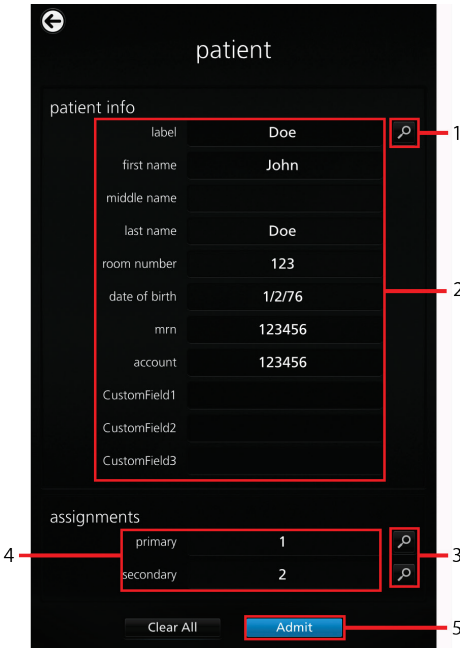 patient
patient info
label Doe 1
first name John
middle name
last name Doe
room number 123
2
date of birth 1/2/76
mrn 123456
account 123456
CustomField1
CustomField2
CustomField3
assignments
primary 1
4 3
secondary 2
Clear All Admit 5